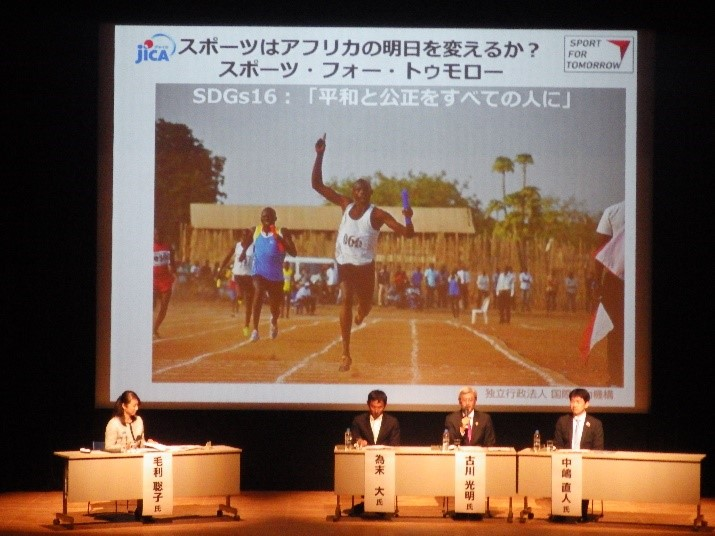 JICA
スポーツはアフリカの明日を変えるか？
スポーツ・フォー・トゥモロー
SPORT
FOR
TOMORROW
SDGs16：「平和と公正をすべての人に」
066
独立行政法人 国際
機構
毛利 聡子 氏
為末 大 氏
古川 光明 氏
中嶋 直人 氏